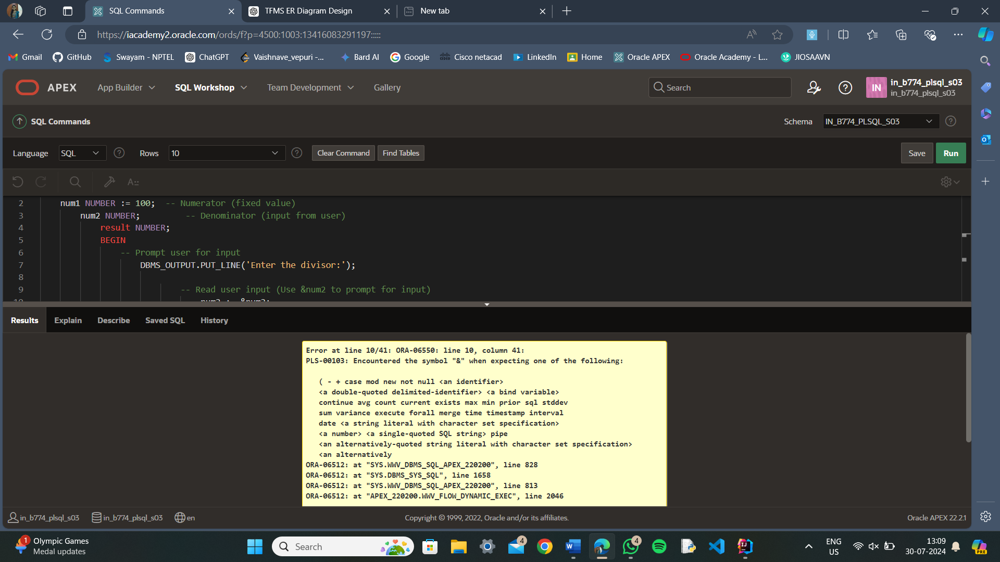 SQL Commands
TFMS ER Diagram Design
New tab
https://iacademy2.oracle.com/ords/f?p=4500:1003:13416083291197:::::
Gmail
GitHub
Swayam - NPTEL
ChatGPT
Vaishnave_vepuri -...
Bard AI
Google
Cisco netacad
LinkedIn
Home
Oracle APEX
Oracle Academy - L...
JIOSAAVN
APEX
App Builder
SQL Workshop
Team Development
Gallery
Search
IN
in_b774_plsql_s03
in_b774_plsql_s03
SQL Commands
Schema
IN_B774_PLSQL_S03
Language
SQL
Rows
10
Clear Command
Find Tables
Save
Run
2 num1 NUMBER := 100; -- Numerator (fixed value)
3 num2 NUMBER; -- Denominator (input from user)
4 result NUMBER;
5 BEGIN
6 -- Prompt user for input
7 DBMS_OUTPUT.PUT_LINE('Enter the divisor:');
8
9 -- Read user input (Use &num2 to prompt for input)
10 num2 := &num2;
Results
Explain
Describe
Saved SQL
History
Error at line 10/41: ORA-06550: line 10, column 41:
PLS-00103: Encountered the symbol "&" when expecting one of the following:
( - + case mod new not null <an identifier>
<a double-quoted delimited-identifier> <a bind variable>
continue avg count current exists max min prior sql stddev
sum variance execute forall merge time timestamp interval
date <a string literal with character set specification>
<a number> <a single-quoted SQL string> pipe
<an alternatively-quoted string literal with character set specification>
<an alternatively
ORA-06512: at "SYS.WWV_DBMS_SQL_APEX_220200", line 828
ORA-06512: at "SYS.DBMS_SYS_SQL", line 1658
ORA-06512: at "SYS.WWV_DBMS_SQL_APEX_220200", line 813
ORA-06512: at "APEX_220200.WWV_FLOW_DYNAMIC_EXEC", line 2046
in_b774_plsql_s03
in_b774_plsql_s03
en
Copyright © 1999, 2022, Oracle and/or its affiliates.
Oracle APEX 22.2.1
1
Olympic Games
Medal updates
Search
4
4
ENG
US
13:09
30-07-2024
PRE